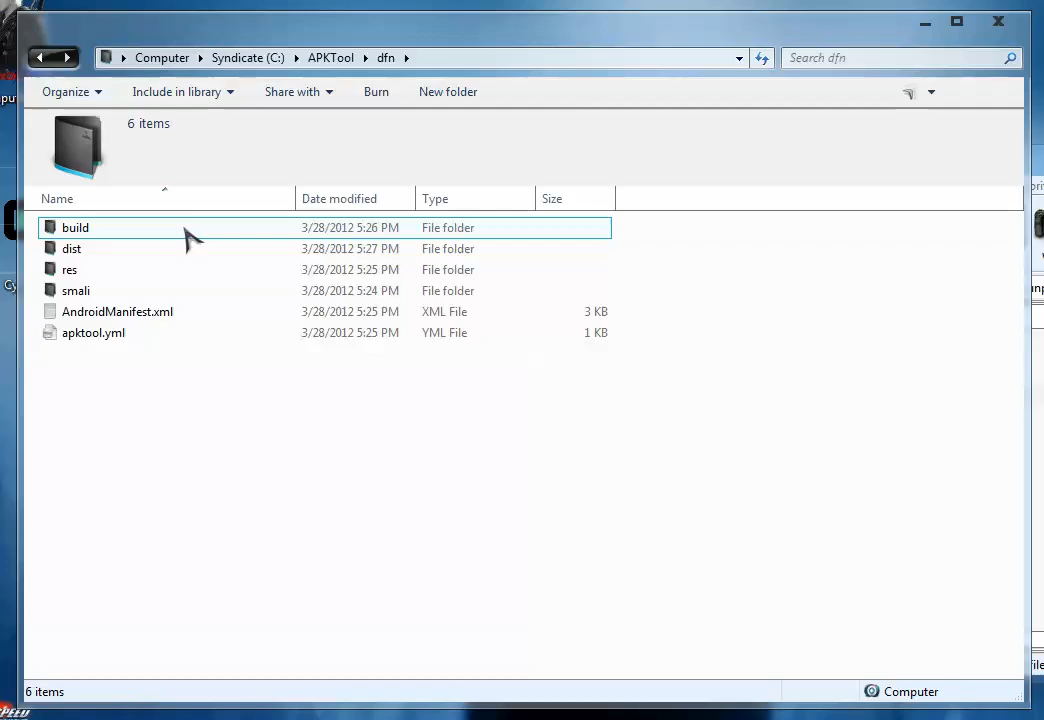 Computer Syndicate (C:) APKTool dfn Search dfn
Organize Include in library Share with Burn New folder
6 items
Name Date modified Type Size
build 3/28/2012 5:26 PM File folder
dist 3/28/2012 5:27 PM File folder
res 3/28/2012 5:25 PM File folder
smali 3/28/2012 5:24 PM File folder
AndroidManifest.xml 3/28/2012 5:25 PM XML File 3 KB
apktool.yml 3/28/2012 5:25 PM YML File 1 KB
6 items Computer